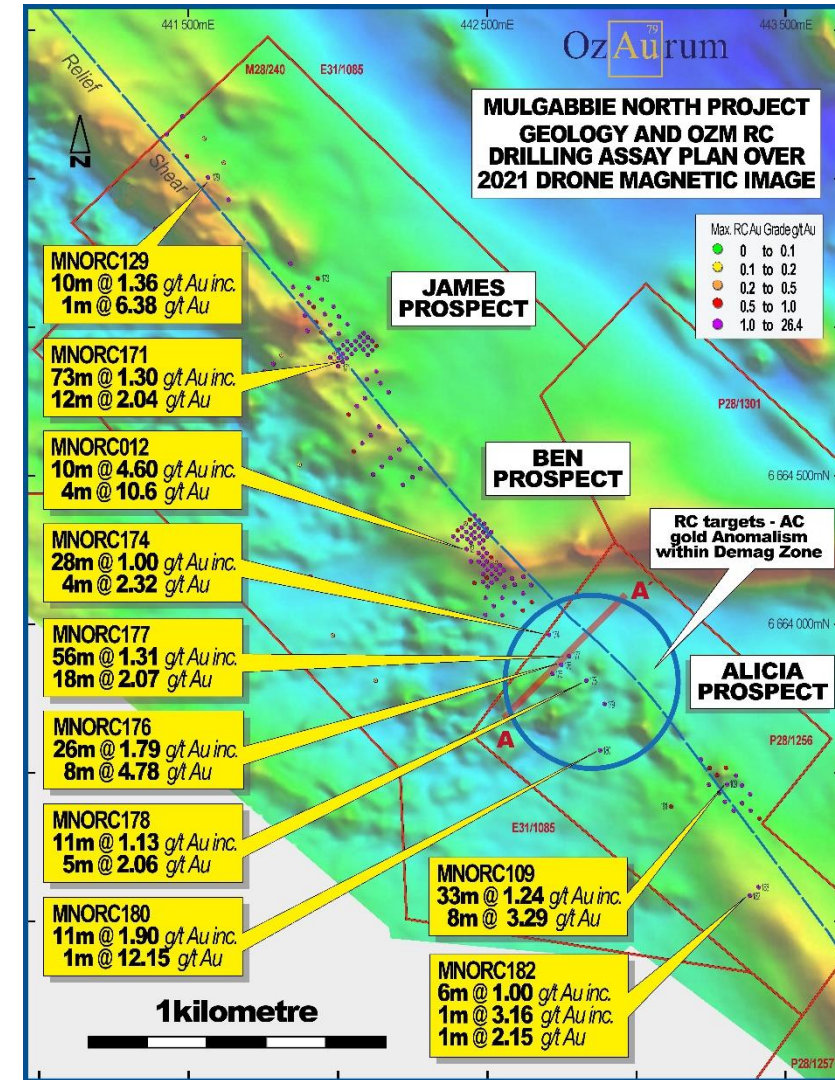 441 500mE
442 500mE
443 500mE
79
OzAurum
M28/240
E31/1085
Relief
Shear
N
MULGABBIE NORTH PROJECT
GEOLOGY AND OZM RC
DRILLING ASSAY PLAN OVER
2021 DRONE MAGNETIC IMAGE
Max. RC Au Grade g/t Au
0 to 0.1
0.1 to 0.2
0.2 to 0.5
0.5 to 1.0
1.0 to 26.4
MNORC129
10m @ 1.36 g/t Au inc.
1m @ 6.38 g/t Au
JAMES
PROSPECT
MNORC171
73m @ 1.30 g/t Au inc.
12m @ 2.04 g/t Au
P28/1301
MNORC012
10m @ 4.60 g/t Au inc.
4m @ 10.6 g/t Au
BEN
PROSPECT
6 664 500mN
RC targets - AC
gold Anomalism
within Demag Zone
MNORC174
28m @ 1.00 g/t Au inc.
4m @ 2.32 g/t Au
A'
6 664 000mN
MNORC177
56m @ 1.31 g/t Au inc.
18m @ 2.07 g/t Au
ALICIA
PROSPECT
MNORC176
26m @ 1.79 g/t Au inc.
8m @ 4.78 g/t Au
A
P28/1256
MNORC178
11m @ 1.13 g/t Au inc.
5m @ 2.06 g/t Au
E31/1085
MNORC109
33m @ 1.24 g/t Au inc.
8m @ 3.29 g/t Au
MNORC180
11m @ 1.90 g/t Au inc.
1m @ 12.15 g/t Au
MNORC182
6m @ 1.00 g/t Au inc.
1m @ 3.16 g/t Au inc.
1m @ 2.15 g/t Au
1kilometre
P28/1257